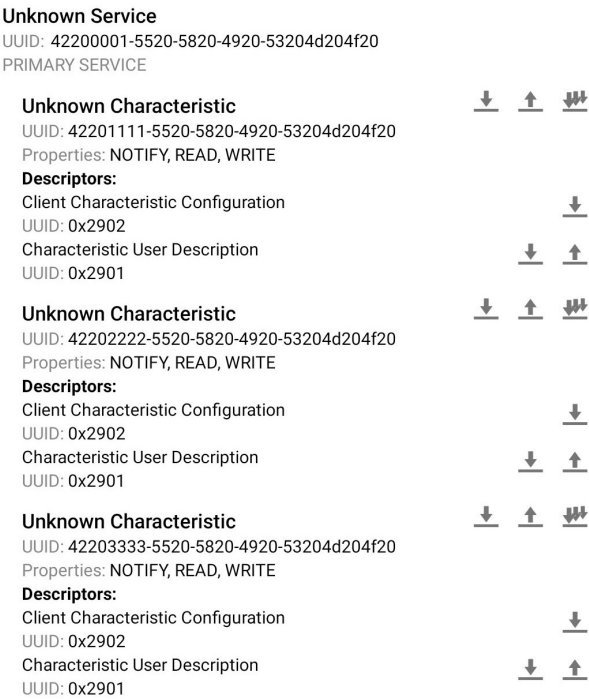 Unknown Service
UUID: 42200001-5520-5820-4920-53204d204f20
PRIMARY SERVICE
Unknown Characteristic
UUID: 42201111-5520-5820-4920-53204d204f20
Properties: NOTIFY, READ, WRITE
Descriptors:
Client Characteristic Configuration
UUID: 0x2902
Characteristic User Description
UUID: 0x2901
Unknown Characteristic
UUID: 42202222-5520-5820-4920-53204d204f20
Properties: NOTIFY, READ, WRITE
Descriptors:
Client Characteristic Configuration
UUID: 0x2902
Characteristic User Description
UUID: 0x2901
Unknown Characteristic
UUID: 42203333-5520-5820-4920-53204d204f20
Properties: NOTIFY, READ, WRITE
Descriptors:
Client Characteristic Configuration
UUID: 0x2902
Characteristic User Description
UUID: 0x2901